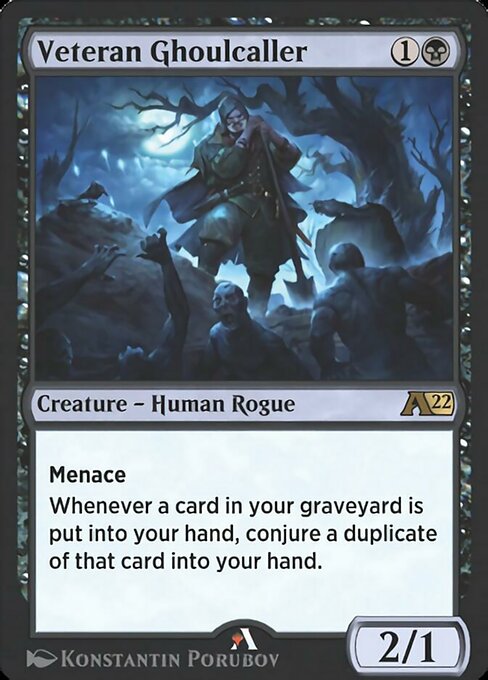 Veteran Ghoulcaller 1
Creature – Human Rogue A22
Menace
Whenever a card in your graveyard is
put into your hand, conjure a duplicate
of that card into your hand.
2/1
Konstantin Porubov